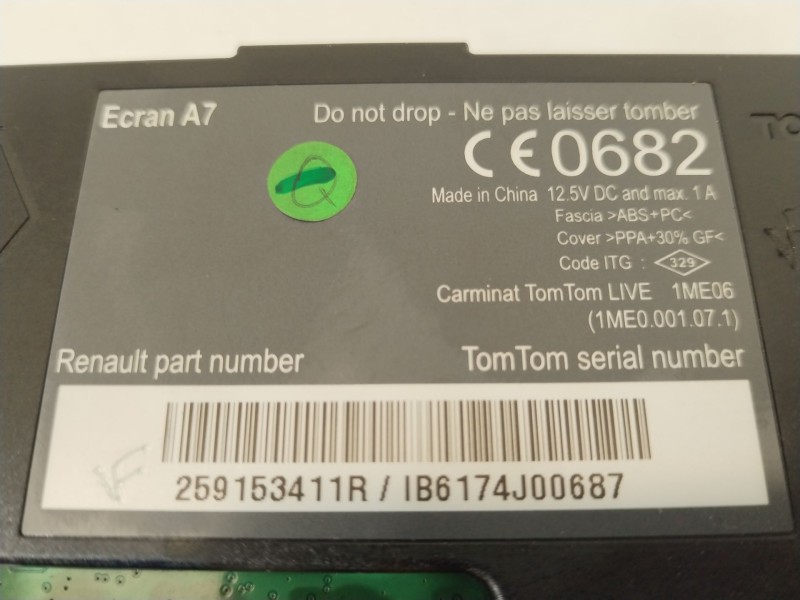 Ecran A7
Do not drop - Ne pas laisser tomber
CE0682
Made in China 12.5V DC and max. 1 A
Fascia >ABS+PC<
Cover >PPA+30% GF<
Code ITG : 329
Carminat TomTom LIVE 1ME06
(1ME0.001.07.1)
Renault part number
TomTom serial number
259153411R / IB6174J00687